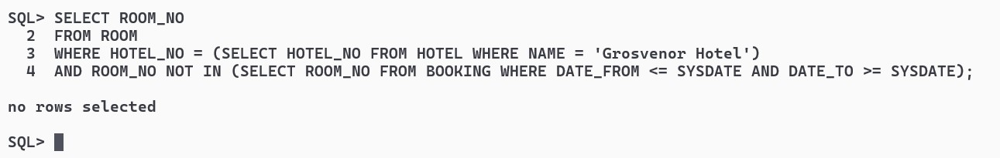 SQL> SELECT ROOM_NO
  2  FROM ROOM
  3  WHERE HOTEL_NO = (SELECT HOTEL_NO FROM HOTEL WHERE NAME = 'Grosvenor Hotel')
  4  AND ROOM_NO NOT IN (SELECT ROOM_NO FROM BOOKING WHERE DATE_FROM <= SYSDATE AND DATE_TO >= SYSDATE);
no rows selected
SQL>